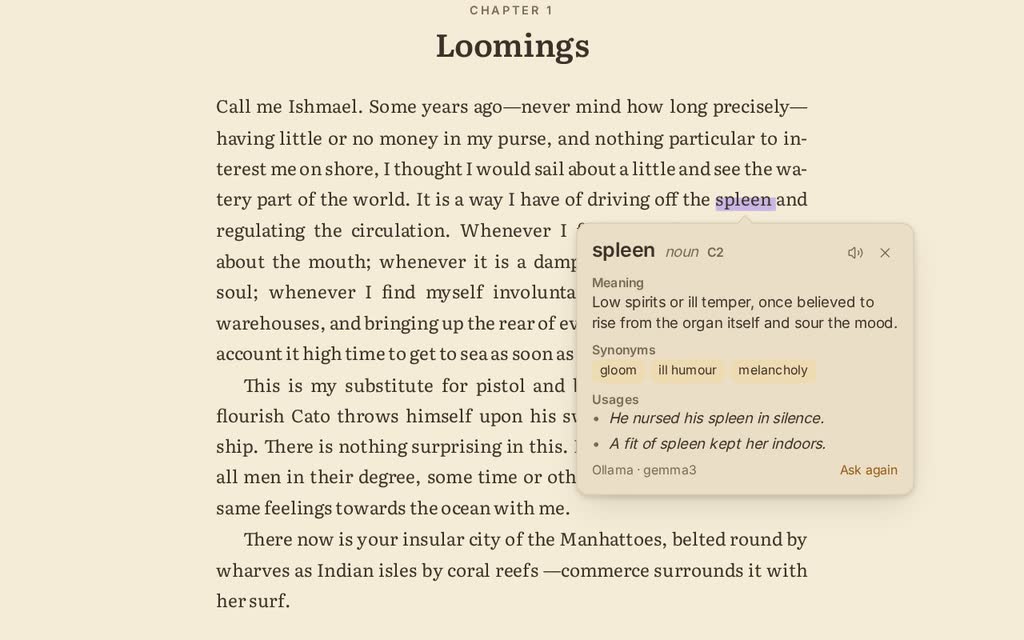 CHAPTER 1
Loomings
Call me Ishmael. Some years ago—never mind how long precisely—
having little or no money in my purse, and nothing particular to in-
terest me on shore, I thought I would sail about a little and see the wa-
tery part of the world. It is a way I have of driving off the spleen and
regulating the circulation. Whenever I
about the mouth; whenever it is a damp
soul; whenever I find myself involunta
warehouses, and bringing up the rear of ev
account it high time to get to sea as soon as
This is my substitute for pistol and
flourish Cato throws himself upon his sw
ship. There is nothing surprising in this.
all men in their degree, some time or oth
same feelings towards the ocean with me.
There now is your insular city of the Manhattoes, belted round by
wharves as Indian isles by coral reefs —commerce surrounds it with
her surf.
spleen noun C2
Meaning
Low spirits or ill temper, once believed to
rise from the organ itself and sour the mood.
Synonyms
gloom ill humour melancholy
Usages
• He nursed his spleen in silence.
• A fit of spleen kept her indoors.
Ollama · gemma3 Ask again